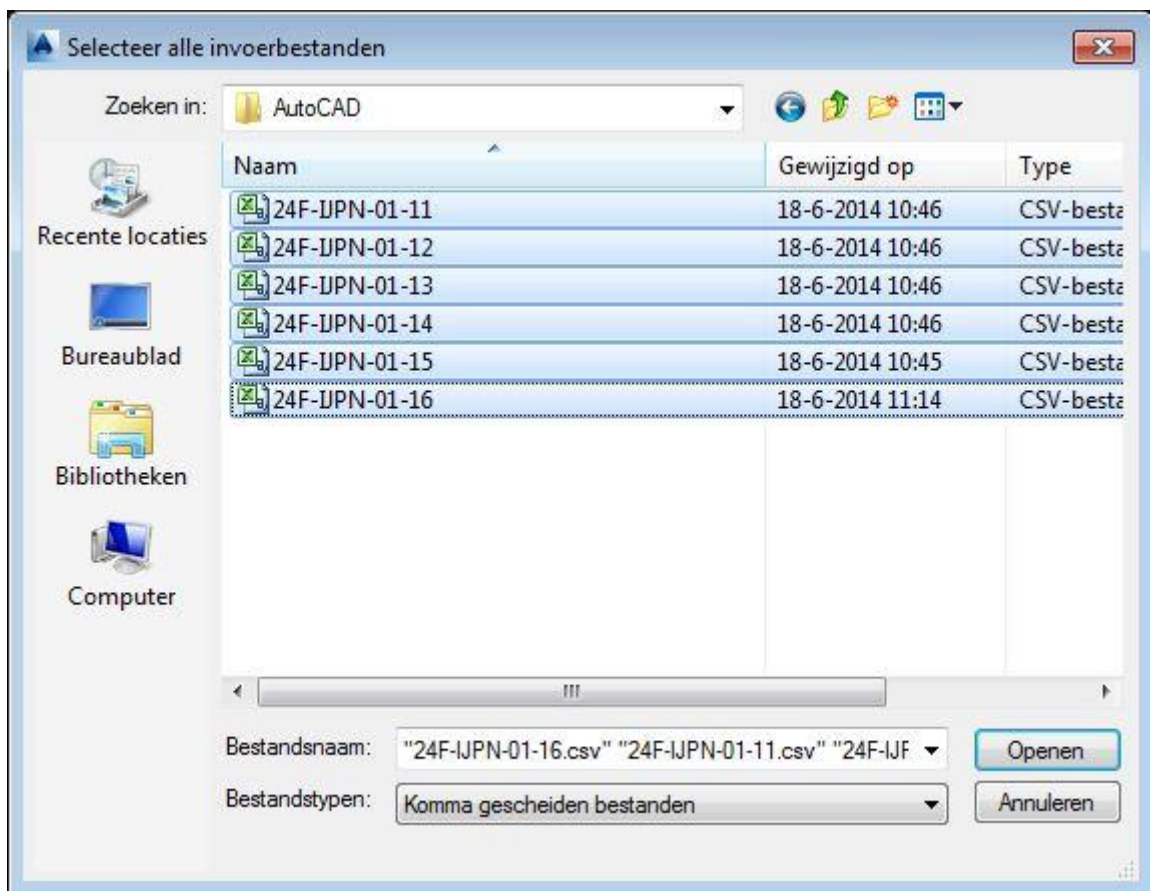 Selecteer alle invoerbestanden
Zoeken in: AutoCAD
Naam Gewijzigd op Type
24F-IJPN-01-11 18-6-2014 10:46 CSV-besta
24F-IJPN-01-12 18-6-2014 10:46 CSV-besta
24F-IJPN-01-13 18-6-2014 10:46 CSV-besta
24F-IJPN-01-14 18-6-2014 10:46 CSV-besta
24F-IJPN-01-15 18-6-2014 10:45 CSV-besta
24F-IJPN-01-16 18-6-2014 11:14 CSV-besta
Recente locaties
Bureaublad
Bibliotheken
Computer
Bestandsnaam: "24F-IJPN-01-16.csv" "24F-IJPN-01-11.csv" "24F-IJF Openen
Bestandstypen: Komma gescheiden bestanden Annuleren